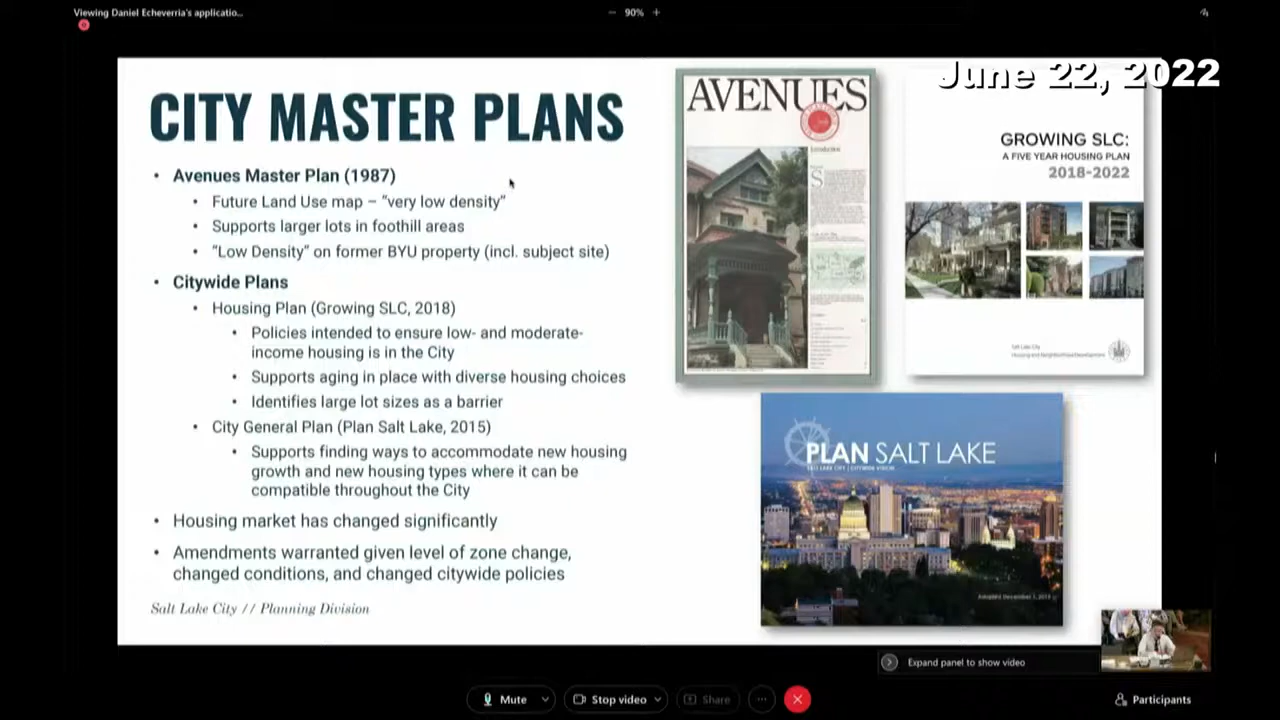 Viewing Daniel Echeverria's applicatio...
90%
June 22, 2022
CITY MASTER PLANS
• Avenues Master Plan (1987)
• Future Land Use map – “very low density”
• Supports larger lots in foothill areas
• “Low Density” on former BYU property (incl. subject site)
• Citywide Plans
• Housing Plan (Growing SLC, 2018)
• Policies intended to ensure low- and moderate-
income housing is in the City
• Supports aging in place with diverse housing choices
• Identifies large lot sizes as a barrier
• City General Plan (Plan Salt Lake, 2015)
• Supports finding ways to accommodate new housing
growth and new housing types where it can be
compatible throughout the City
• Housing market has changed significantly
• Amendments warranted given level of zone change,
changed conditions, and changed citywide policies
Salt Lake City // Planning Division
AVENUES
Introduction
GROWING SLC:
A FIVE YEAR HOUSING PLAN
2018-2022
Salt Lake City
Housing and Neighborhood Development
PLAN SALT LAKE
SALT LAKE CITY | CITYWIDE VISION
Expand panel to show video
Mute
Stop video
Share
Participants